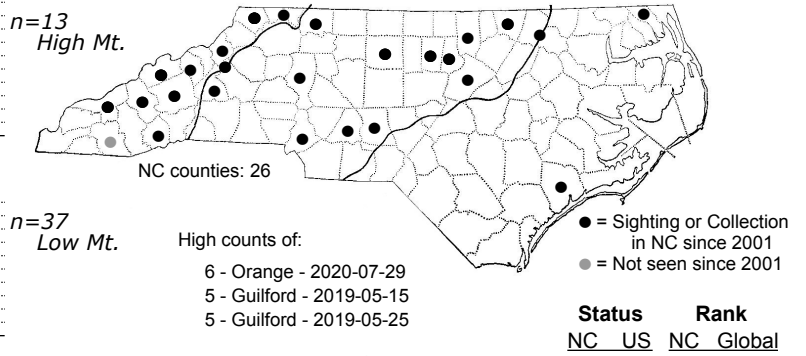 n=13
High Mt.
NC counties: 26
n=37
Low Mt.
High counts of:
6 - Orange - 2020-07-29
5 - Guilford - 2019-05-15
5 - Guilford - 2019-05-25
● = Sighting or Collection
in NC since 2001
● = Not seen since 2001
Status Rank
NC US NC Global